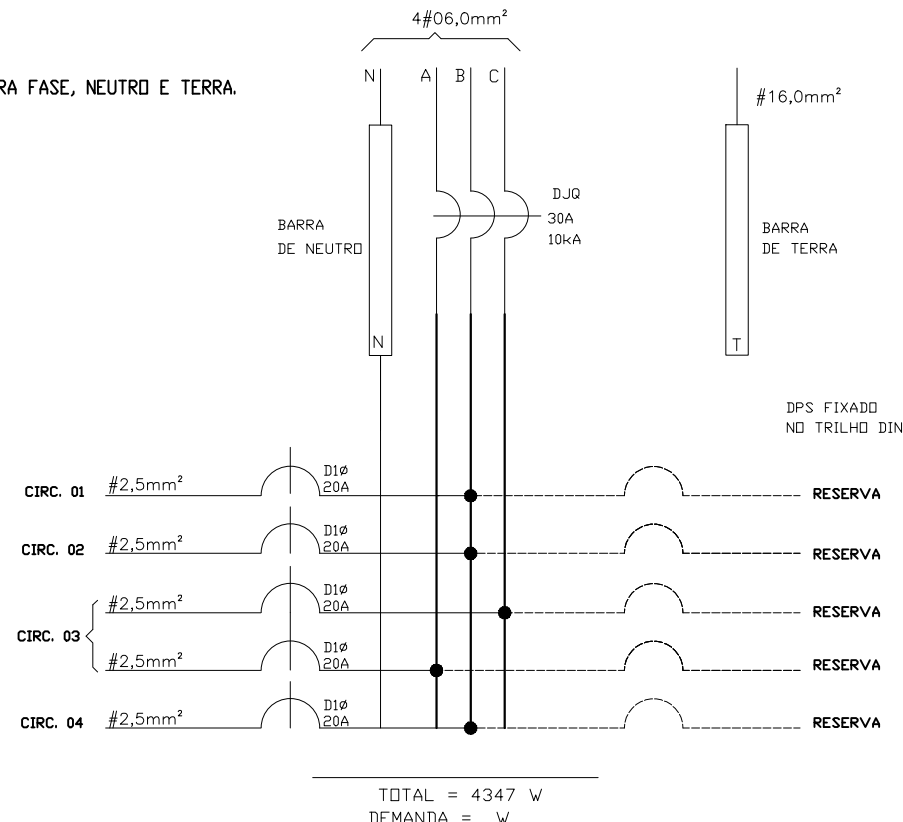 4#06,0mm²
N A B C
#16,0mm²
RA FASE, NEUTRO E TERRA.
DJQ
30A
10kA
BARRA
DE NEUTRO
BARRA
DE TERRA
N
T
DPS FIXADO
NO TRILHO DIN
CIRC. 01 #2,5mm² D1ø 20A RESERVA
CIRC. 02 #2,5mm² D1ø 20A RESERVA
CIRC. 03 #2,5mm² D1ø 20A RESERVA
#2,5mm² D1ø 20A RESERVA
CIRC. 04 #2,5mm² D1ø 20A RESERVA
TOTAL = 4347 W
DEMANDA = W